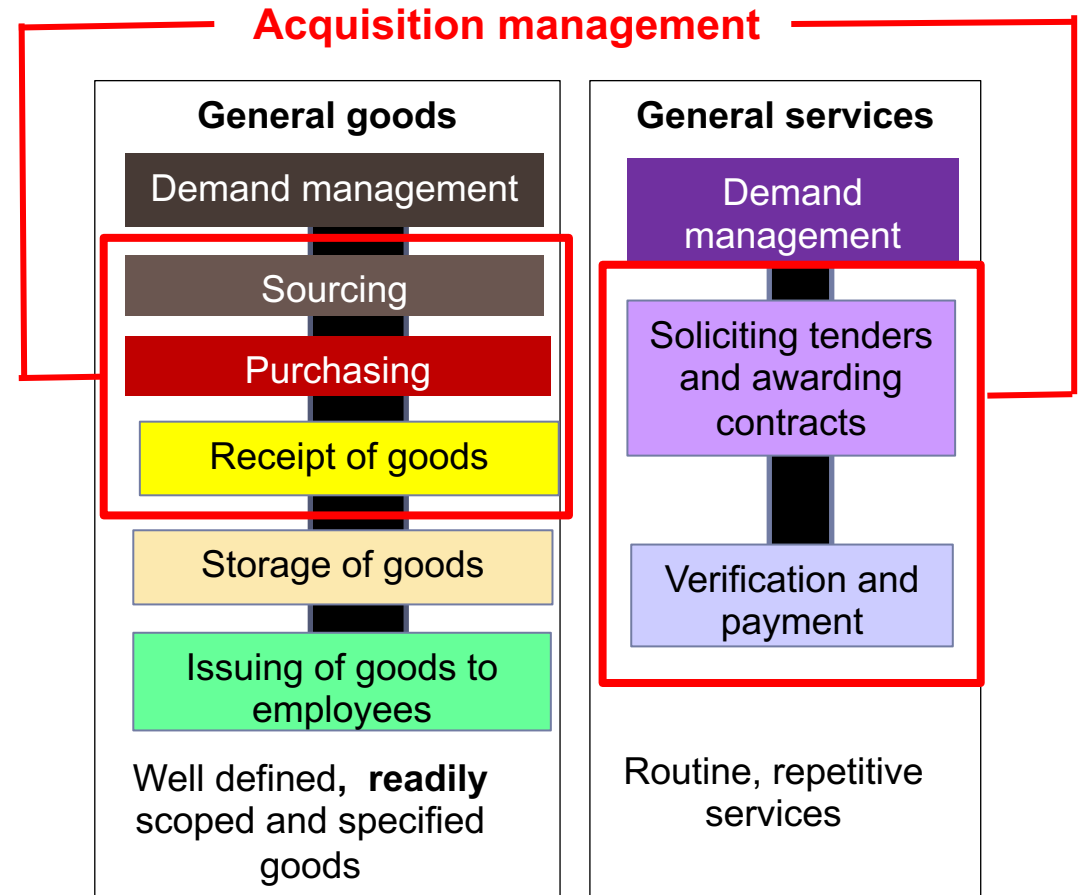 Acquisition management
General goods
Demand management
Sourcing
Purchasing
Receipt of goods
Storage of goods
Issuing of goods to
employees
Well defined, readily
scoped and specified
goods
General services
Demand
management
Soliciting tenders
and awarding
contracts
Verification and
payment
Routine, repetitive
services